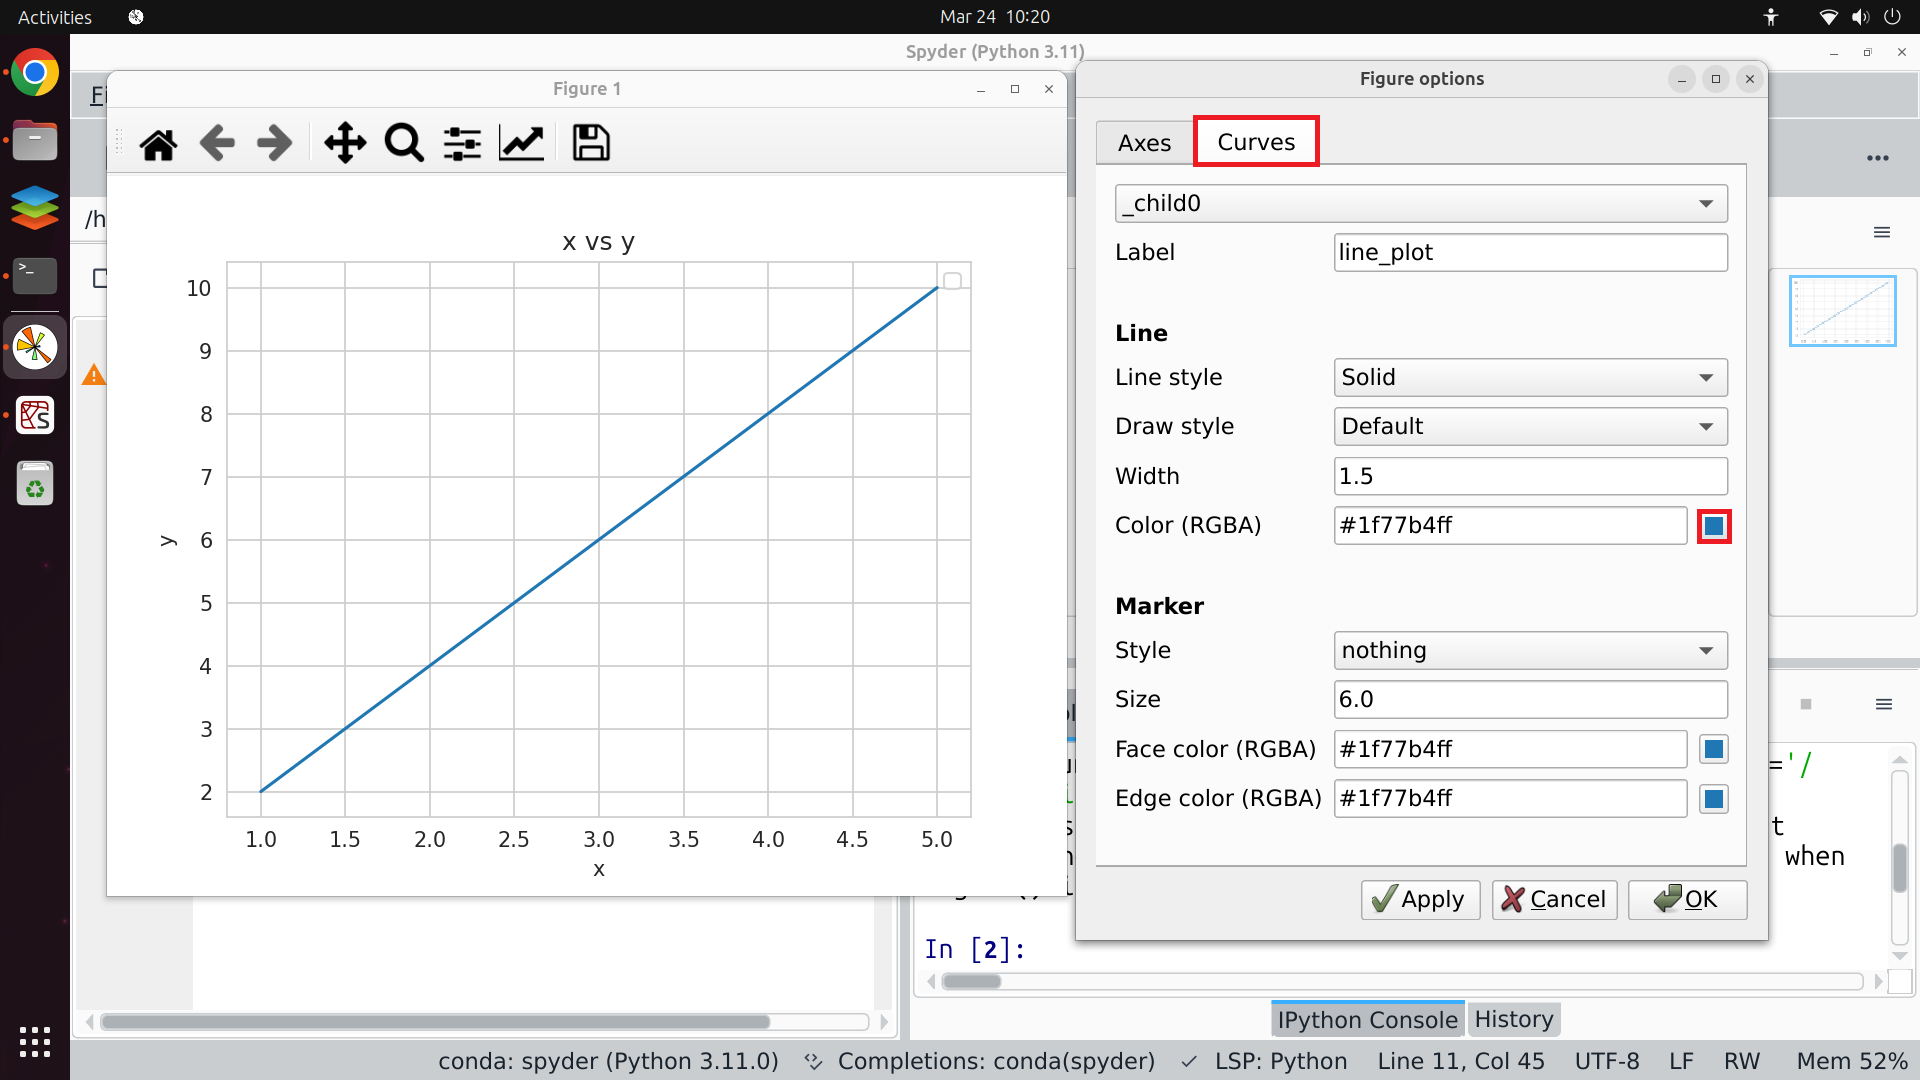 Activities
Mar 24 10:20
Spyder (Python 3.11)
Fi
Figure 1
Figure options
Axes
Curves
/h
_child0
Label
line_plot
x vs y
10
9
8
7
6
5
4
3
2
y
1.0 1.5 2.0 2.5 3.0 3.5 4.0 4.5 5.0
x
Line
Line style
Solid
Draw style
Default
Width
1.5
Color (RGBA)
#1f77b4ff
Marker
Style
nothing
Size
6.0
Face color (RGBA)
#1f77b4ff
Edge color (RGBA)
#1f77b4ff
='/
t
when
Apply
Cancel
OK
In [2]:
IPython Console
History
conda: spyder (Python 3.11.0)
Completions: conda(spyder)
LSP: Python
Line 11, Col 45
UTF-8
LF
RW
Mem 52%